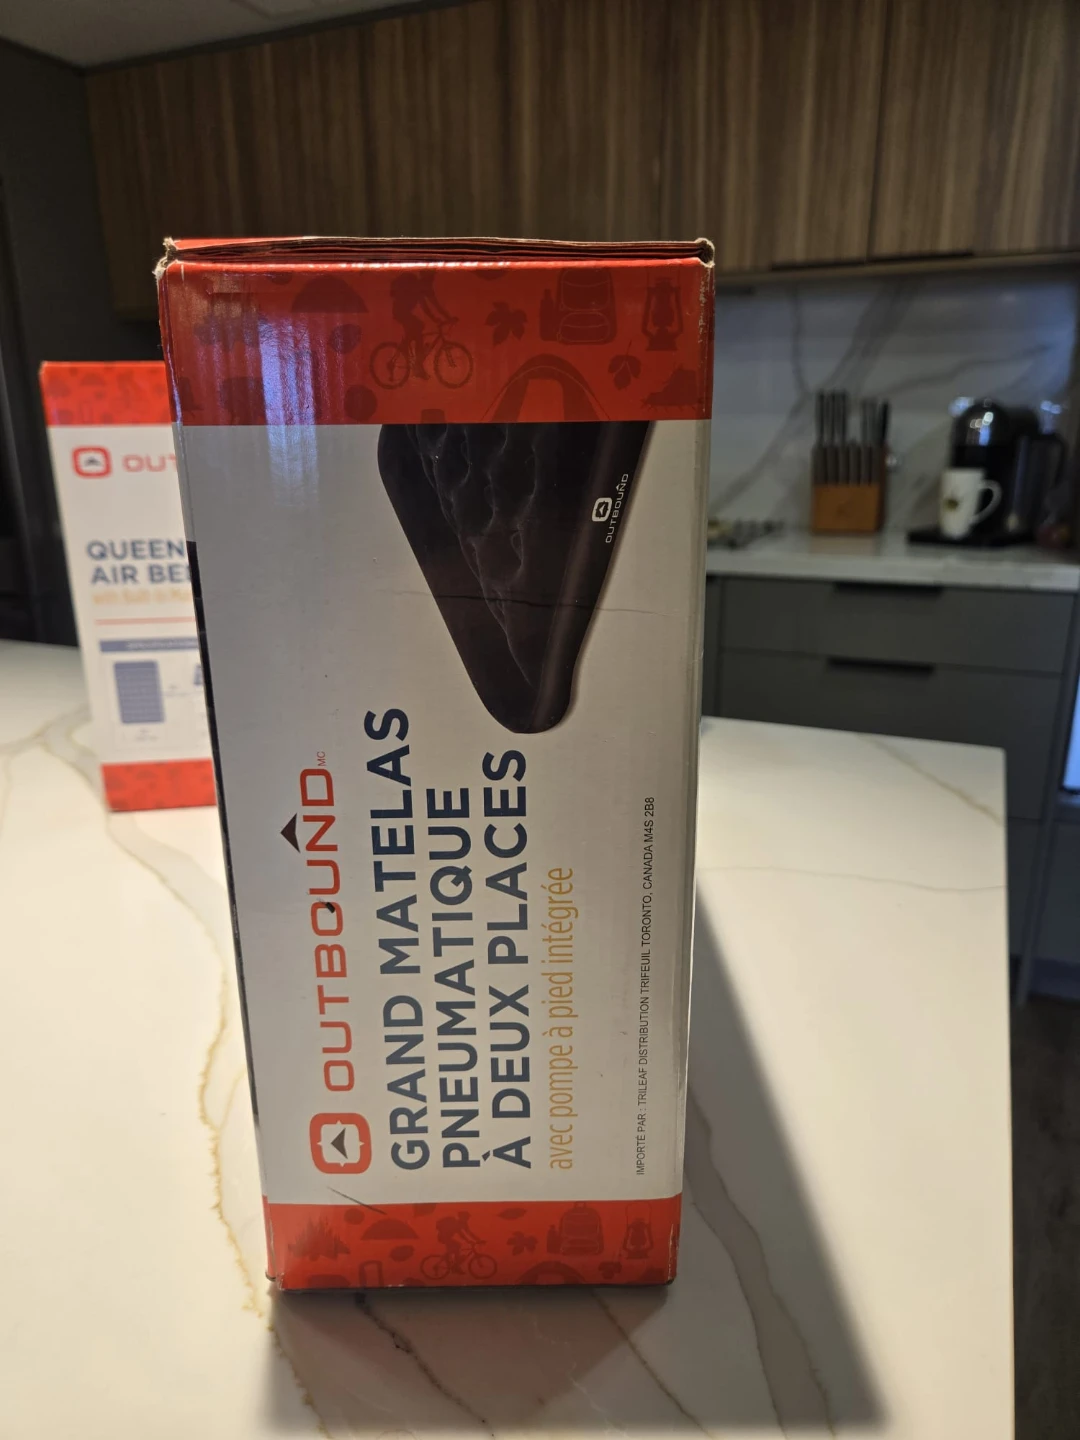 OUTBOUND MC
GRAND MATELAS
PNEUMATIQUE
À DEUX PLACES
avec pompe à pied intégrée
IMPORTÉ PAR : TRILEAF DISTRIBUTION TRIFEUIL TORONTO, CANADA M4S 2B8
OUTBOUND
OUT
QUEEN
AIR BE